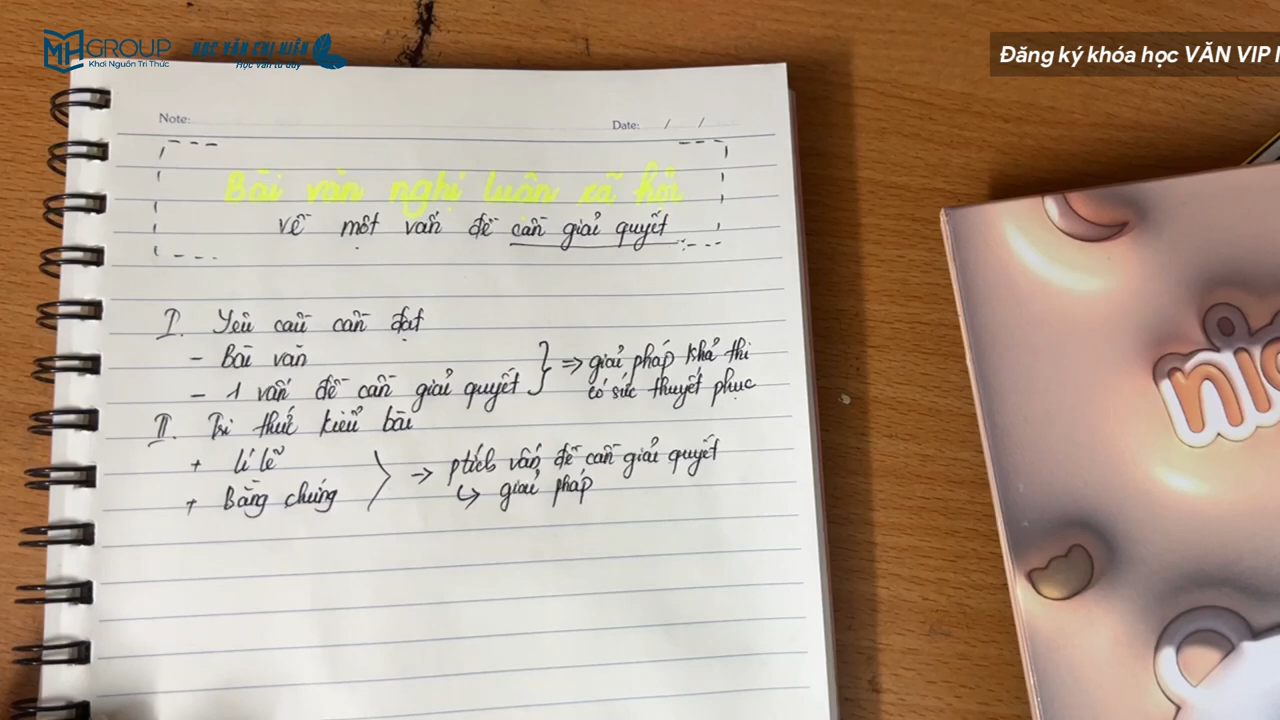 MH GROUP
Khơi Nguồn Tri Thức
HỌC VĂN CHỊ HIÊN
Học văn tư duy
Đăng ký khóa học VĂN VIP
Note:
Date: / /
Bài văn nghị luận xã hội
về một vấn đề cần giải quyết
I. Yêu cầu cần đạt
- Bài văn
- 1 vấn đề cần giải quyết } => giải pháp khả thi
có sức thuyết phục
II. Tri thức kiểu bài
+ lí lẽ
+ Bằng chứng > → ptích vấn đề cần giải quyết
↳ giải pháp